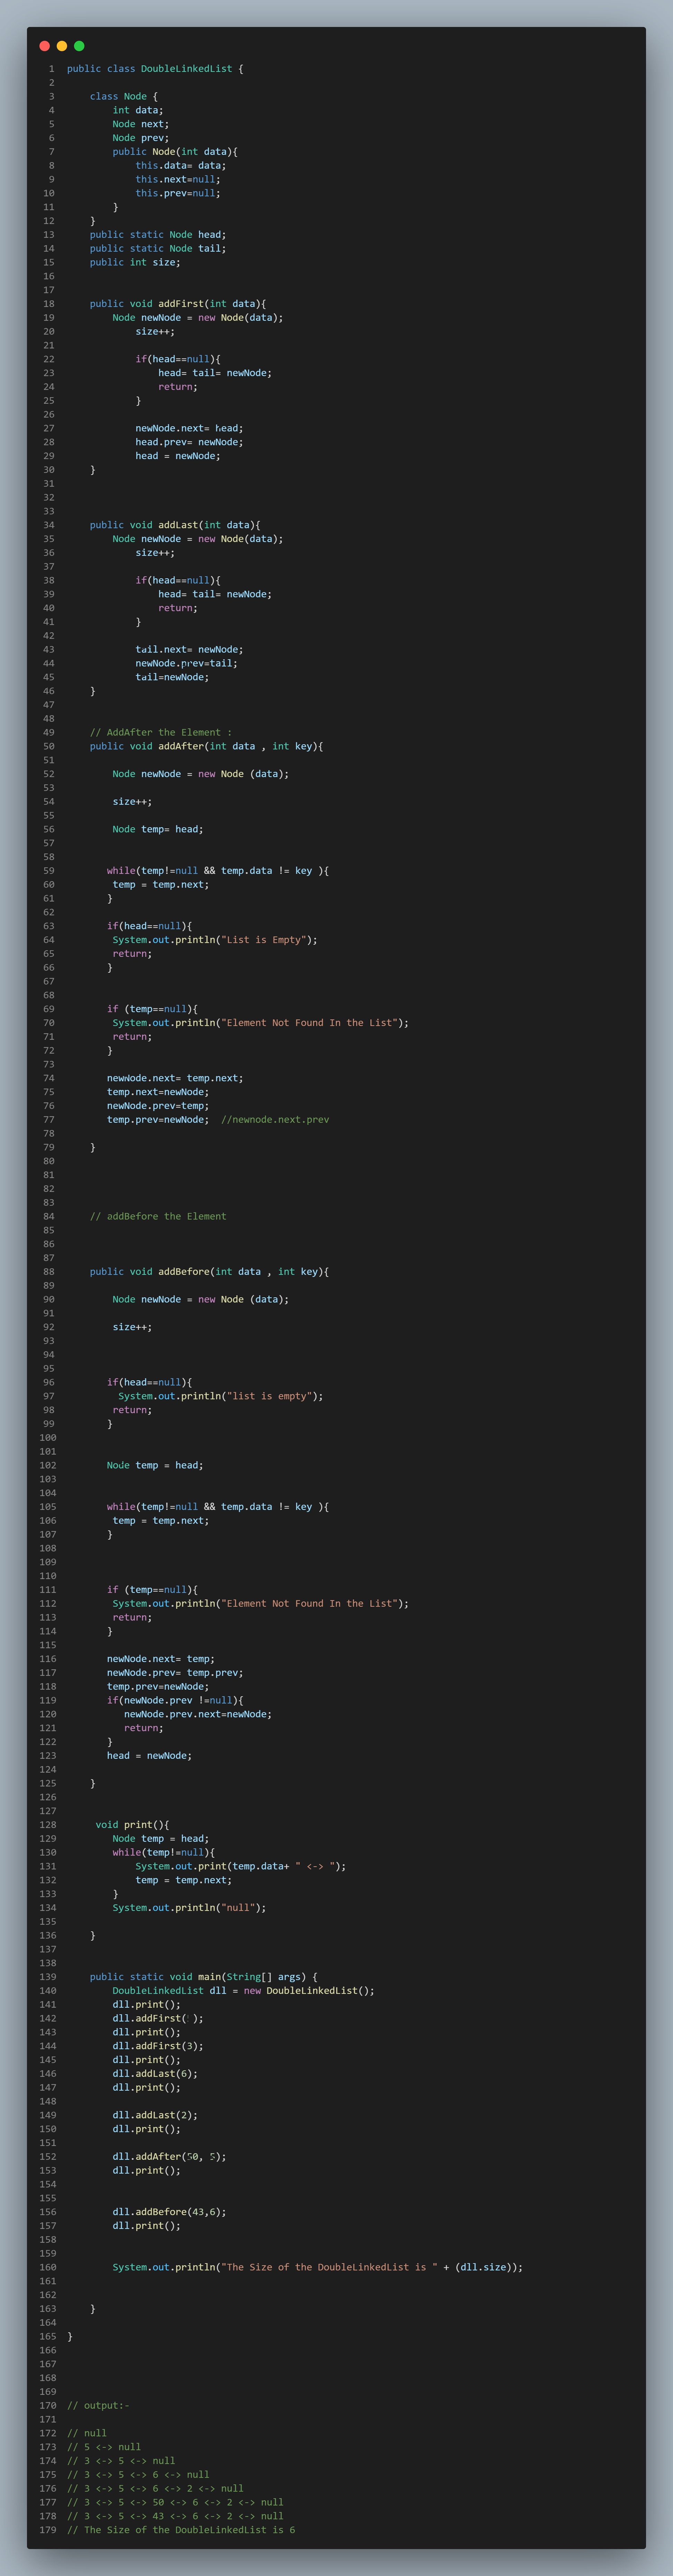 1 public class DoubleLinkedList {
2
3 class Node {
4 int data;
5 Node next;
6 Node prev;
7 public Node(int data){
8 this.data= data;
9 this.next=null;
10 this.prev=null;
11 }
12 }
13 public static Node head;
14 public static Node tail;
15 public int size;
16
17
18 public void addFirst(int data){
19 Node newNode = new Node(data);
20 size++;
21
22 if(head==null){
23 head= tail= newNode;
24 return;
25 }
26
27 newNode.next= head;
28 head.prev= newNode;
29 head = newNode;
30 }
31
32
33
34 public void addLast(int data){
35 Node newNode = new Node(data);
36 size++;
37
38 if(head==null){
39 head= tail= newNode;
40 return;
41 }
42
43 tail.next= newNode;
44 newNode.prev=tail;
45 tail=newNode;
46 }
47
48
49 // AddAfter the Element :
50 public void addAfter(int data , int key){
51
52 Node newNode = new Node (data);
53
54 size++;
55
56 Node temp= head;
57
58
59 while(temp!=null && temp.data != key ){
60 temp = temp.next;
61 }
62
63 if(head==null){
64 System.out.println("List is Empty");
65 return;
66 }
67
68
69 if (temp==null){
70 System.out.println("Element Not Found In the List");
71 return;
72 }
73
74 newNode.next= temp.next;
75 temp.next=newNode;
76 newNode.prev=temp;
77 temp.prev=newNode; //newnode.next.prev
78
79 }
80
81
82
83
84 // addBefore the Element
85
86
87
88 public void addBefore(int data , int key){
89
90 Node newNode = new Node (data);
91
92 size++;
93
94
95
96 if(head==null){
97 System.out.println("list is empty");
98 return;
99 }
100
101
102 Node temp = head;
103
104
105 while(temp!=null && temp.data != key ){
106 temp = temp.next;
107 }
108
109
110
111 if (temp==null){
112 System.out.println("Element Not Found In the List");
113 return;
114 }
115
116 newNode.next= temp;
117 newNode.prev= temp.prev;
118 temp.prev=newNode;
119 if(newNode.prev !=null){
120 newNode.prev.next=newNode;
121 return;
122 }
123 head = newNode;
124
125 }
126
127
128 void print(){
129 Node temp = head;
130 while(temp!=null){
131 System.out.print(temp.data+ " <-> ");
132 temp = temp.next;
133 }
134 System.out.println("null");
135
136 }
137
138
139 public static void main(String[] args) {
140 DoubleLinkedList dll = new DoubleLinkedList();
141 dll.print();
142 dll.addFirst( );
143 dll.print();
144 dll.addFirst(3);
145 dll.print();
146 dll.addLast(6);
147 dll.print();
148
149 dll.addLast(2);
150 dll.print();
151
152 dll.addAfter(50, 5);
153 dll.print();
154
155
156 dll.addBefore(43,6);
157 dll.print();
158
159
160 System.out.println("The Size of the DoubleLinkedList is " + (dll.size));
161
162
163 }
164
165 }
166
167
168
169
170 // output:-
171
172 // null
173 // 5 <-> null
174 // 3 <-> 5 <-> null
175 // 3 <-> 5 <-> 6 <-> null
176 // 3 <-> 5 <-> 6 <-> 2 <-> null
177 // 3 <-> 5 <-> 50 <-> 6 <-> 2 <-> null
178 // 3 <-> 5 <-> 43 <-> 6 <-> 2 <-> null
179 // The Size of the DoubleLinkedList is 6